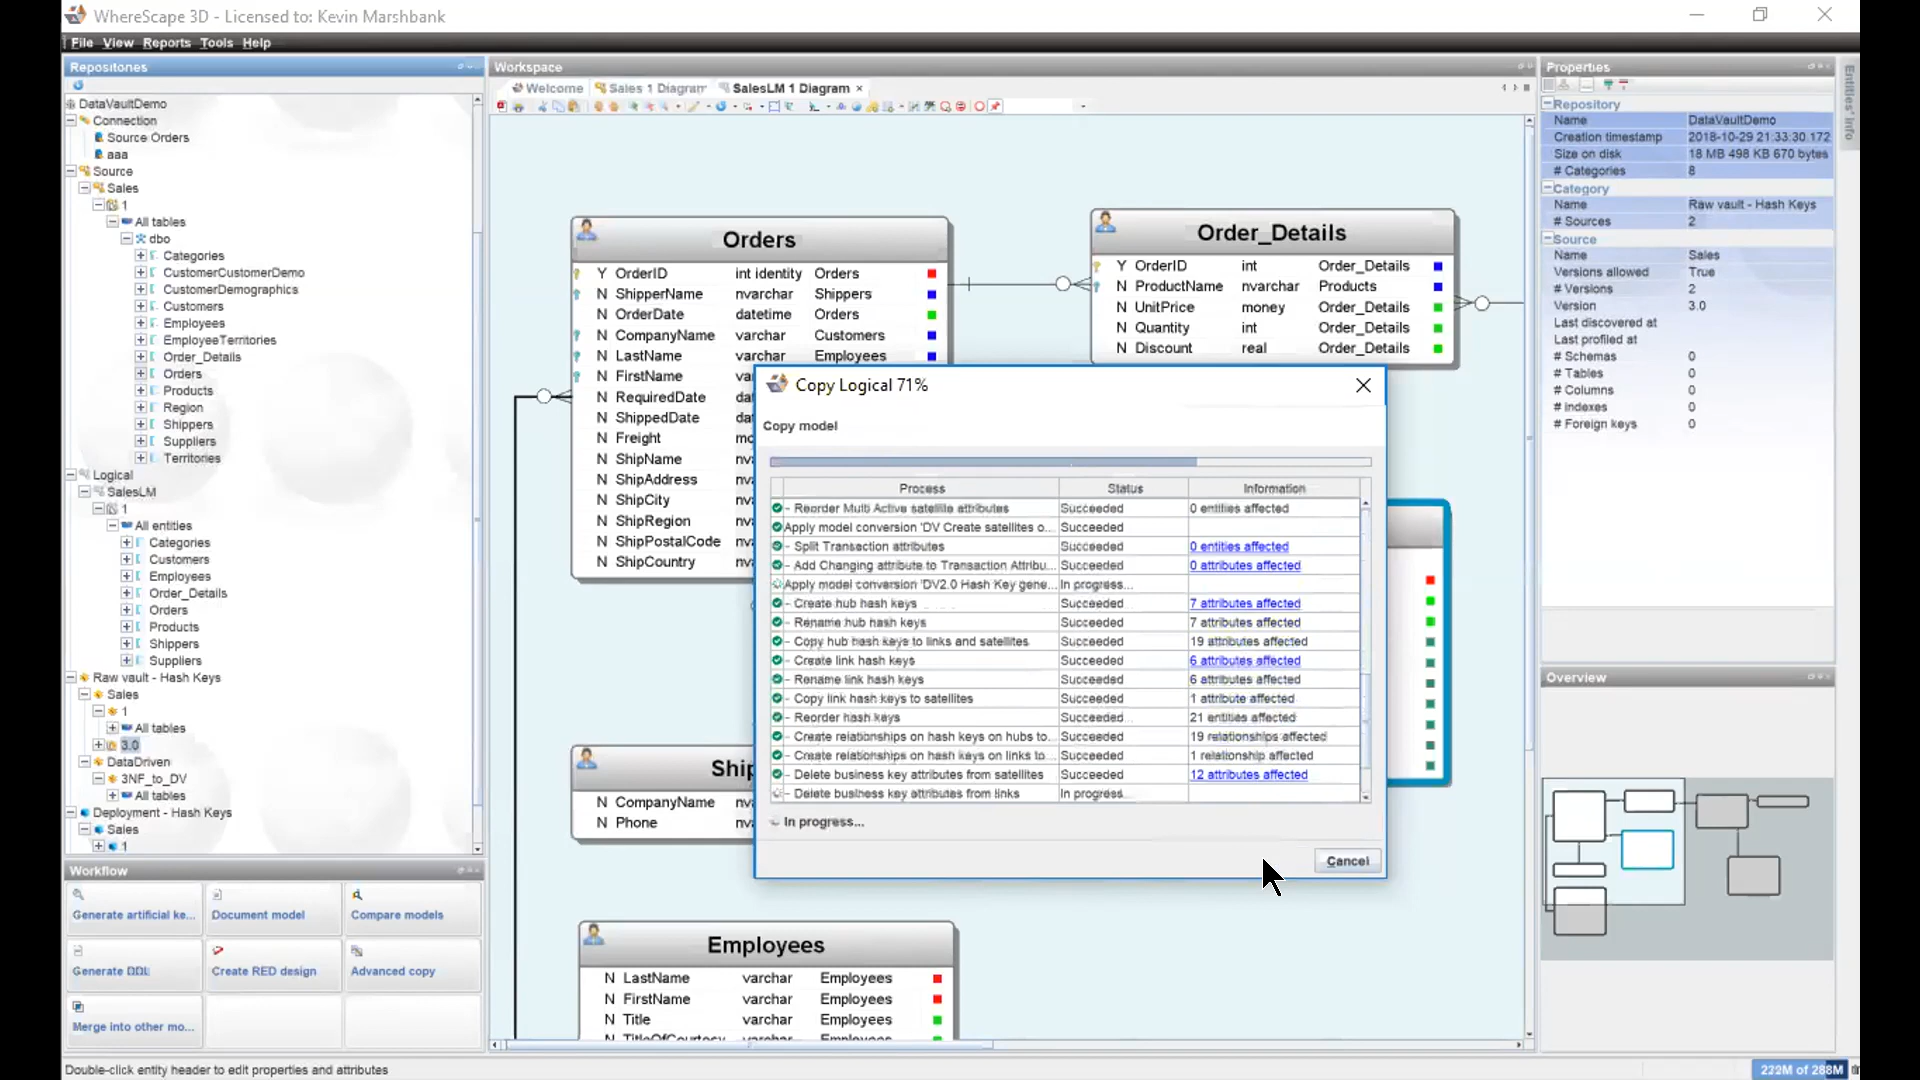 WhereScape 3D - Licensed to: Kevin Marshbank
File View Reports Tools Help
Repositories
DataVaultDemo
Connection
Source Orders
aaa
Source
Sales
1
All tables
dbo
Categories
CustomerCustomerDemo
CustomerDemographics
Customers
Employees
EmployeeTerritories
Order_Details
Orders
Products
Region
Shippers
Suppliers
Territories
Logical
SalesLM
1
All entities
Categories
Customers
Employees
Order_Details
Orders
Products
Shippers
Suppliers
Raw vault - Hash Keys
Sales
1
All tables
3.0
DataDriven
3NF_to_DV
All tables
Deployment - Hash Keys
Sales
1
Workflow
Generate artificial ke... Document model Compare models
Generate DDL Create RED design Advanced copy
Merge into other mo...
Double-click entity header to edit properties and attributes
Workspace
Welcome Sales 1 Diagram SalesLM 1 Diagram
Orders
Y OrderID int identity Orders
N ShipperName nvarchar Shippers
N OrderDate datetime Orders
N CompanyName varchar Customers
N LastName varchar Employees
N FirstName
N RequiredDate
N ShippedDate
N Freight
N ShipName
N ShipAddress
N ShipCity
N ShipRegion
N ShipPostalCode
N ShipCountry
Order_Details
Y OrderID int Order_Details
N ProductName nvarchar Products
N UnitPrice money Order_Details
N Quantity int Order_Details
N Discount real Order_Details
Ship
N CompanyName
N Phone
Employees
N LastName varchar Employees
N FirstName varchar Employees
N Title varchar Employees
N TitleOfCourtesy varchar Employees
Copy Logical 71%
Copy model
Process Status Information
- Reorder Multi Active satellite attributes Succeeded 0 entities affected
Apply model conversion 'DV Create satellites o... Succeeded
- Split Transaction attributes Succeeded 0 entities affected
- Add Changing attribute to Transaction Attribu... Succeeded 0 attributes affected
Apply model conversion 'DV2.0 Hash Key gene... In progress...
- Create hub hash keys Succeeded 7 attributes affected
- Rename hub hash keys Succeeded 7 attributes affected
- Copy hub hash keys to links and satellites Succeeded 19 attributes affected
- Create link hash keys Succeeded 6 attributes affected
- Rename link hash keys Succeeded 6 attributes affected
- Copy link hash keys to satellites Succeeded 1 attribute affected
- Reorder hash keys Succeeded 21 entities affected
- Create relationships on hash keys on hubs to... Succeeded 19 relationships affected
- Create relationships on hash keys on links to... Succeeded 1 relationship affected
- Delete business key attributes from satellites Succeeded 12 attributes affected
- Delete business key attributes from links In progress...
In progress...
Cancel
Properties
Repository
Name DataVaultDemo
Creation timestamp 2018-10-29 21:33:30.172
Size on disk 18 MB 498 KB 670 bytes
# Categories 8
Category
Name Raw vault - Hash Keys
# Sources 2
Source
Name Sales
Versions allowed True
# Versions 2
Version 3.0
Last discovered at
Last profiled at
# Schemas 0
# Tables 0
# Columns 0
# Indexes 0
# Foreign keys 0
Entities' Info
Overview
222M of 288M